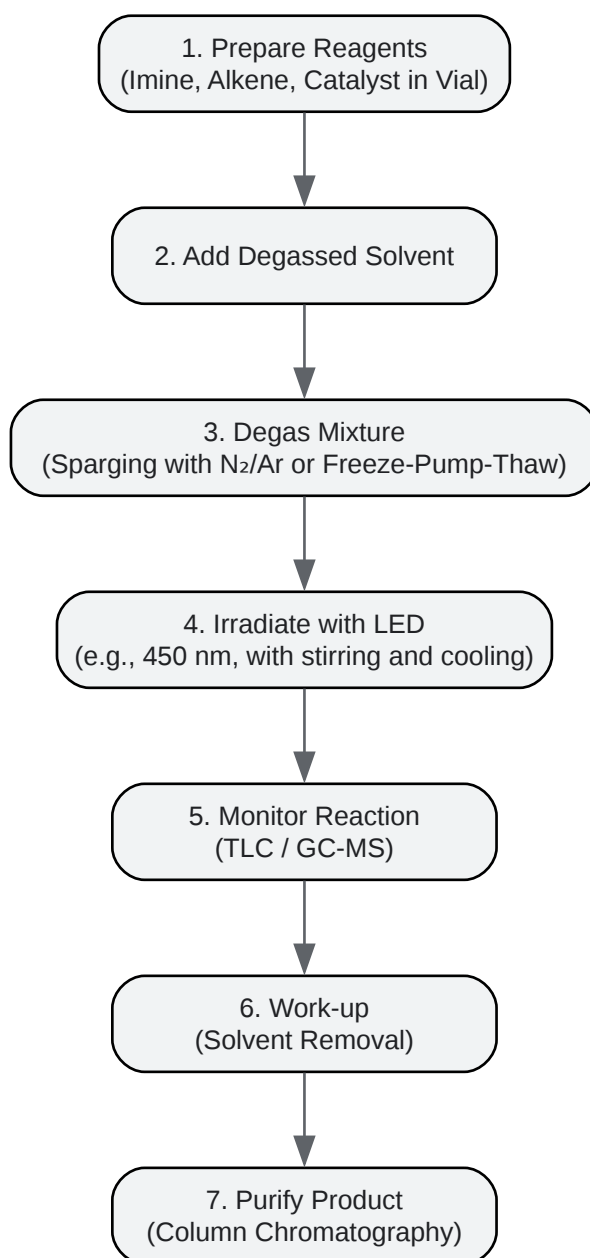 1. Prepare Reagents
(Imine, Alkene, Catalyst in Vial)
2. Add Degassed Solvent
3. Degas Mixture
(Sparging with N₂/Ar or Freeze-Pump-Thaw)
4. Irradiate with LED
(e.g., 450 nm, with stirring and cooling)
5. Monitor Reaction
(TLC / GC-MS)
6. Work-up
(Solvent Removal)
7. Purify Product
(Column Chromatography)